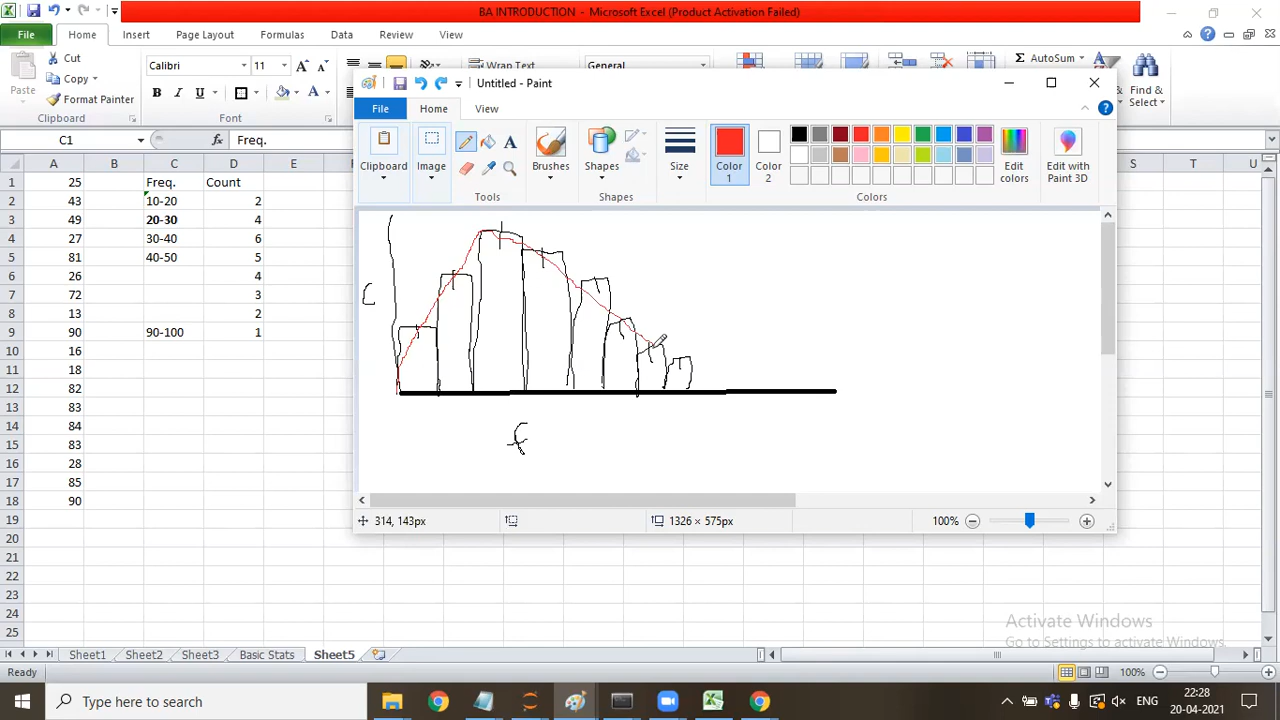 BA INTRODUCTION - Microsoft Excel (Product Activation Failed)
File Home Insert Page Layout Formulas Data Review View
Cut
Copy
Format Painter
Paste
Clipboard
Calibri 11
B I U
Font
Wrap Text
General
AutoSum
Find &
Select
Untitled - Paint
File Home View
Clipboard
Image
Tools
Brushes
Shapes
Shapes
Size
Color
1
Color
2
Edit
colors
Edit with
Paint 3D
Colors
C1 fx Freq.
A B C D E S T U
1 25 Freq. Count
2 43 10-20 2
3 49 20-30 4
4 27 30-40 6
5 81 40-50 5
6 26 4
7 72 3
8 13 2
9 90 90-100 1
10 16
11 18
12 83
13 83
14 84
15 83
16 28
17 85
18 90
19
20
21
22
23
24
25
C
f
314, 143px 1326 × 575px 100%
Activate Windows
Go to Settings to activate Windows.
Sheet1 Sheet2 Sheet3 Basic Stats Sheet5
Ready 100%
Type here to search
ENG
22:28
20-04-2021